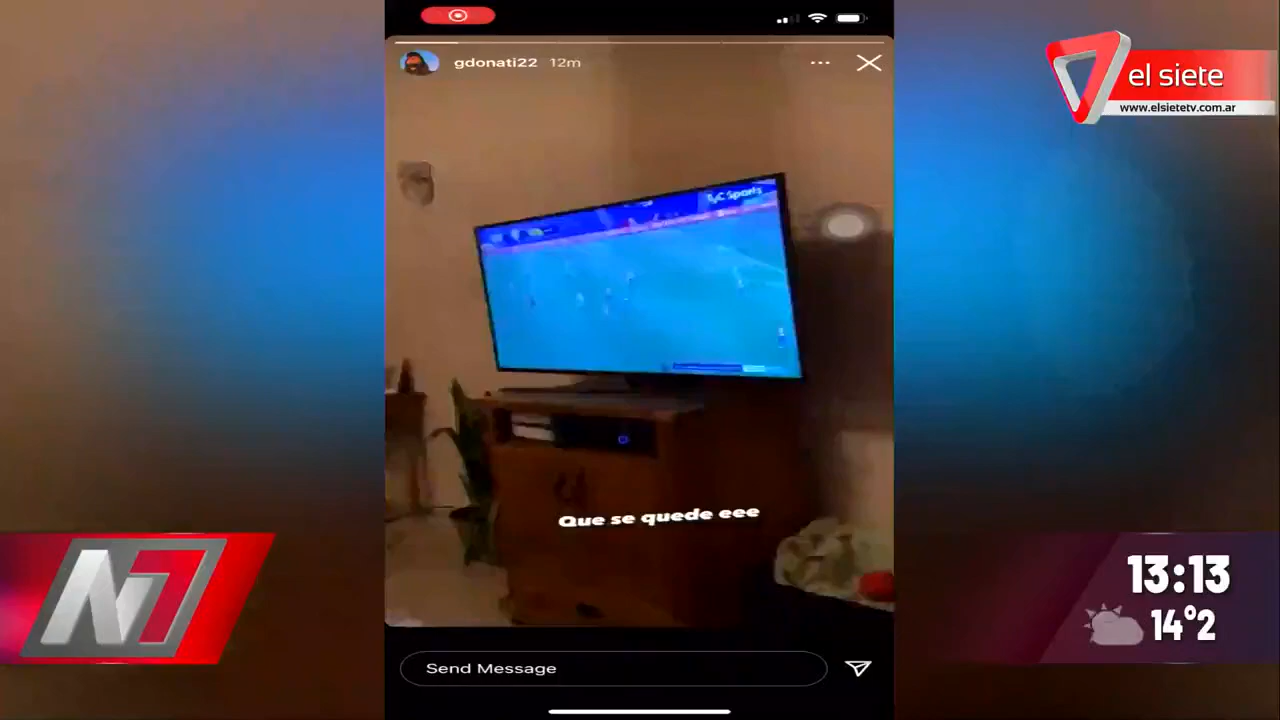 gdonati22 12m
el siete
www.elsietetv.com.ar
TyC Sports
Que se quede eee
N7
13:13
14°2
Send Message